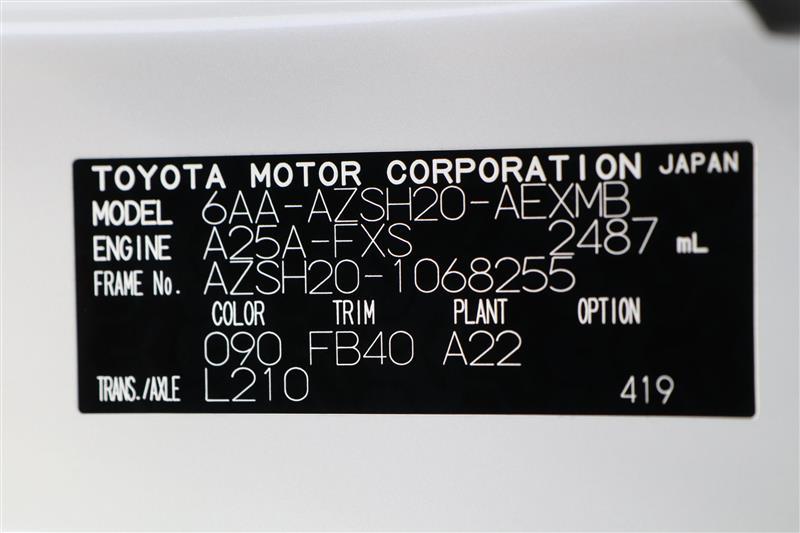 TOYOTA MOTOR CORPORATION JAPAN
MODEL 6AA-AZSH20-AEXMB
ENGINE A25A-FXS 2487 mL
FRAME No. AZSH20-1068255
COLOR TRIM PLANT OPTION
090 FB40 A22
TRANS./AXLE L210 419